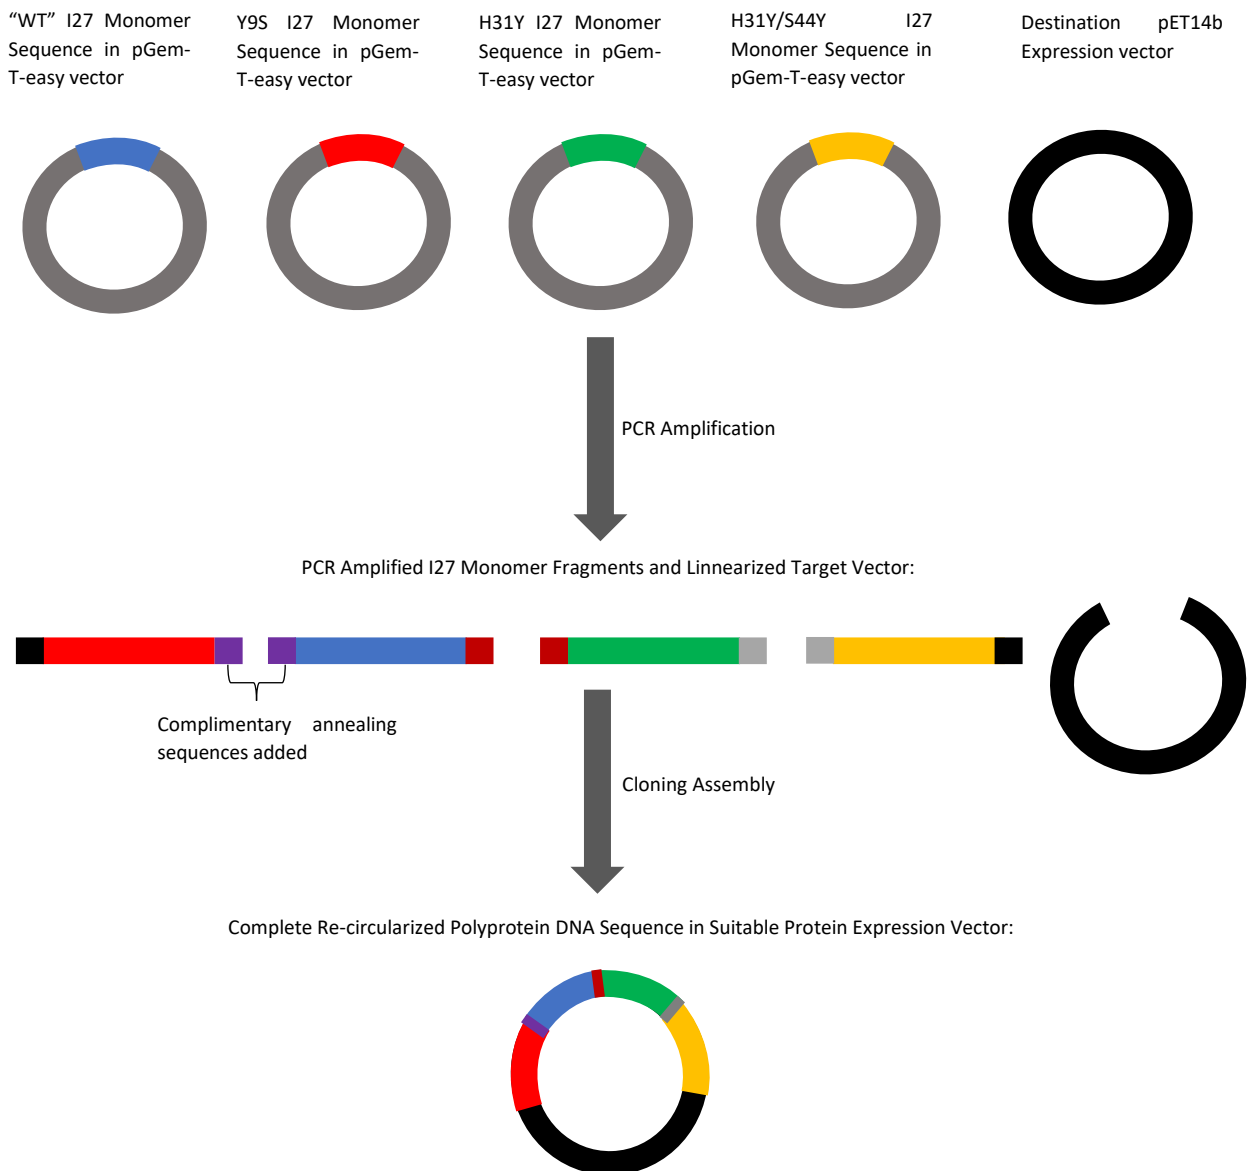 “WT” I27 Monomer
Sequence in pGem-
T-easy vector
Y9S I27 Monomer
Sequence in pGem-
T-easy vector
H31Y I27 Monomer
Sequence in pGem-
T-easy vector
H31Y/S44Y I27
Monomer Sequence in
pGem-T-easy vector
Destination pET14b
Expression vector
PCR Amplification
PCR Amplified I27 Monomer Fragments and Linnearized Target Vector:
Complimentary annealing
sequences added
Cloning Assembly
Complete Re-circularized Polyprotein DNA Sequence in Suitable Protein Expression Vector: